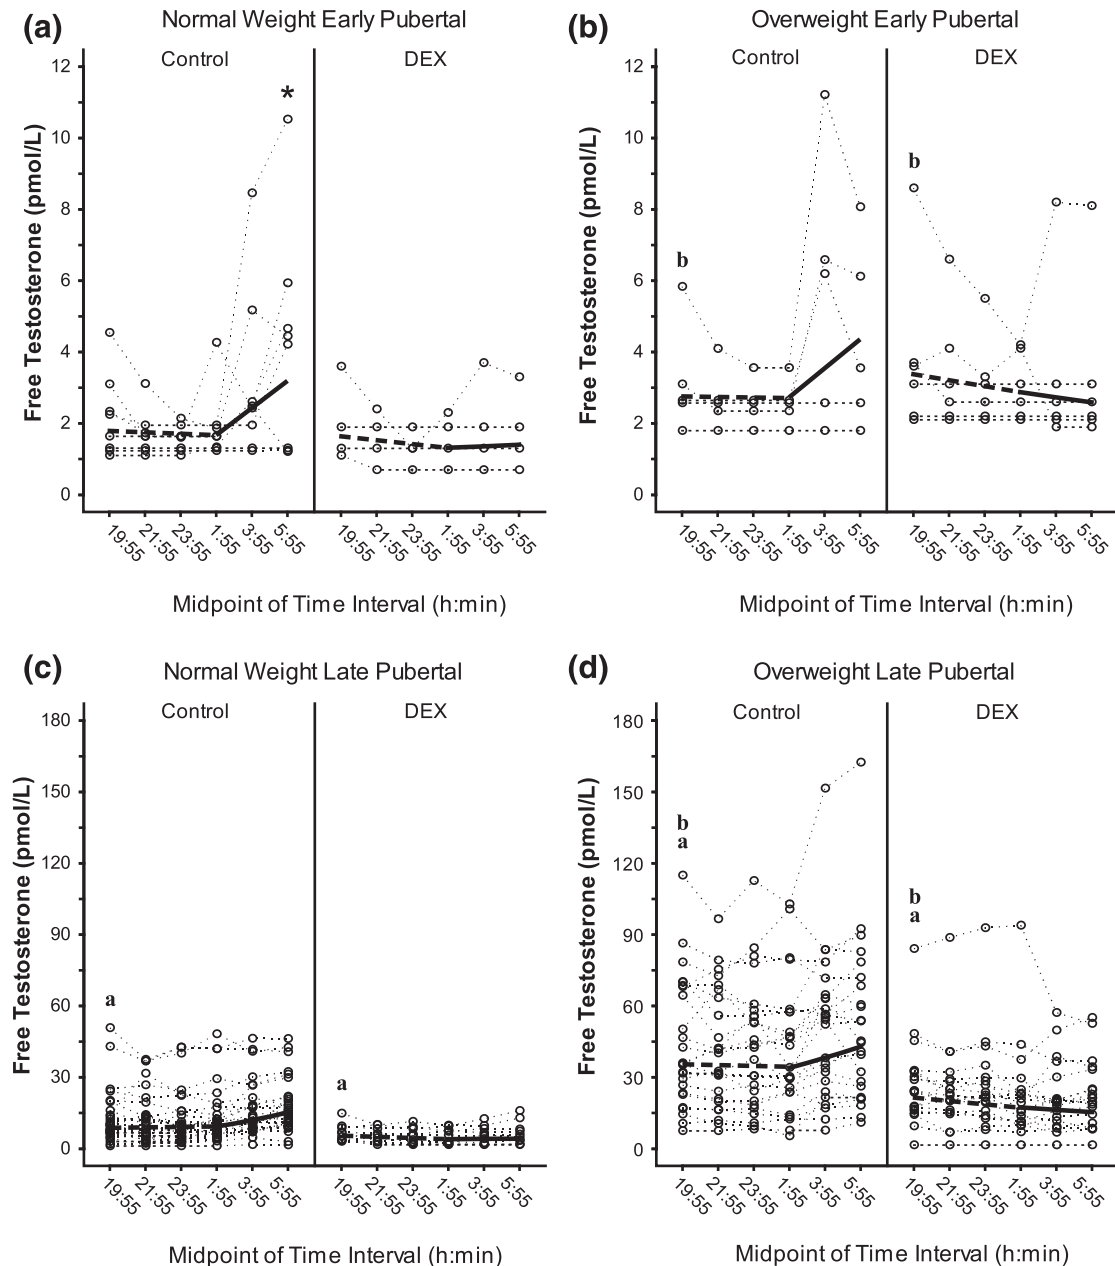 (a) Normal Weight Early Pubertal
Control DEX
*
12
10
8
6
4
2
0
Free Testosterone (pmol/L)
19:55 21:55 23:55 1:55 3:55 5:55 19:55 21:55 23:55 1:55 3:55 5:55
Midpoint of Time Interval (h:min)
(b) Overweight Early Pubertal
Control DEX
12
10
8
6
4
2
0
b
b
Free Testosterone (pmol/L)
19:55 21:55 23:55 1:55 3:55 5:55 19:55 21:55 23:55 1:55 3:55 5:55
Midpoint of Time Interval (h:min)
(c) Normal Weight Late Pubertal
Control DEX
180
150
120
90
60
30
0
a
a
Free Testosterone (pmol/L)
19:55 21:55 23:55 1:55 3:55 5:55 19:55 21:55 23:55 1:55 3:55 5:55
Midpoint of Time Interval (h:min)
(d) Overweight Late Pubertal
Control DEX
180
150
120
90
60
30
0
b
a
b
a
Free Testosterone (pmol/L)
19:55 21:55 23:55 1:55 3:55 5:55 19:55 21:55 23:55 1:55 3:55 5:55
Midpoint of Time Interval (h:min)